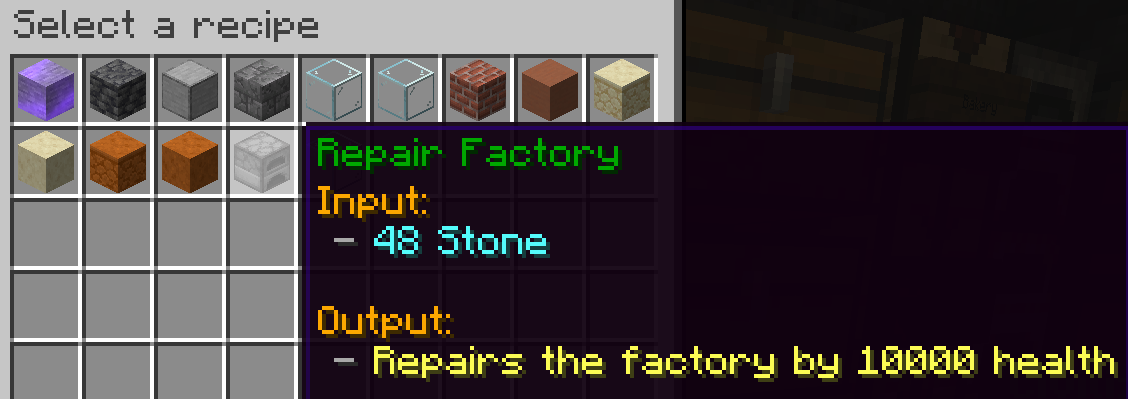 Select a recipe
Repair Factory
Input:
- 48 Stone
Output:
- Repairs the factory by 10000 health